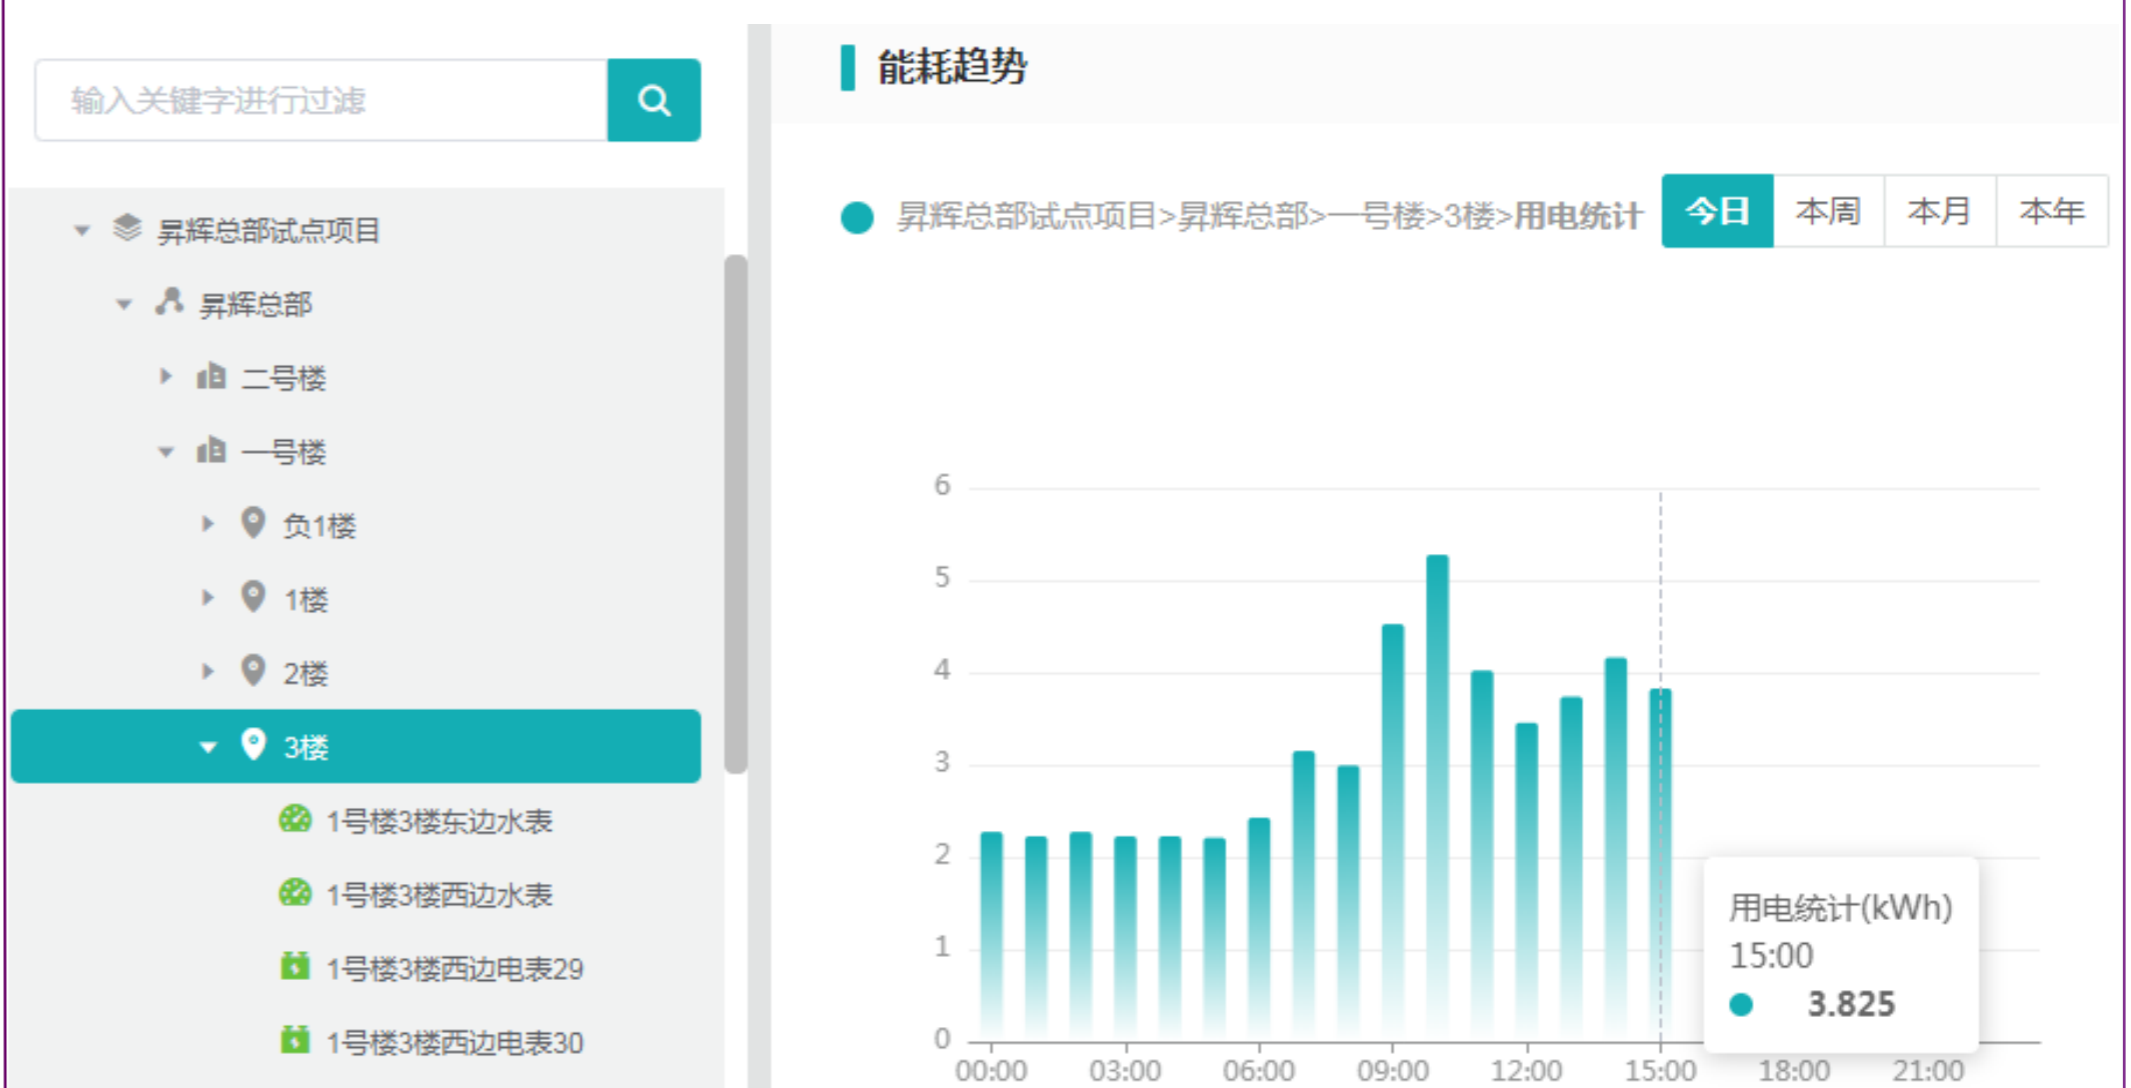 输入关键字进行过滤
昇辉总部试点项目
昇辉总部
二号楼
一号楼
负1楼
1楼
2楼
3楼
1号楼3楼东边水表
1号楼3楼西边水表
1号楼3楼西边电表29
1号楼3楼西边电表30
能耗趋势
昇辉总部试点项目>昇辉总部>一号楼>3楼>用电统计
今日 本周 本月 本年
6
5
4
3
2
1
0
00:00 03:00 06:00 09:00 12:00 15:00 18:00 21:00
用电统计(kWh)
15:00
3.825